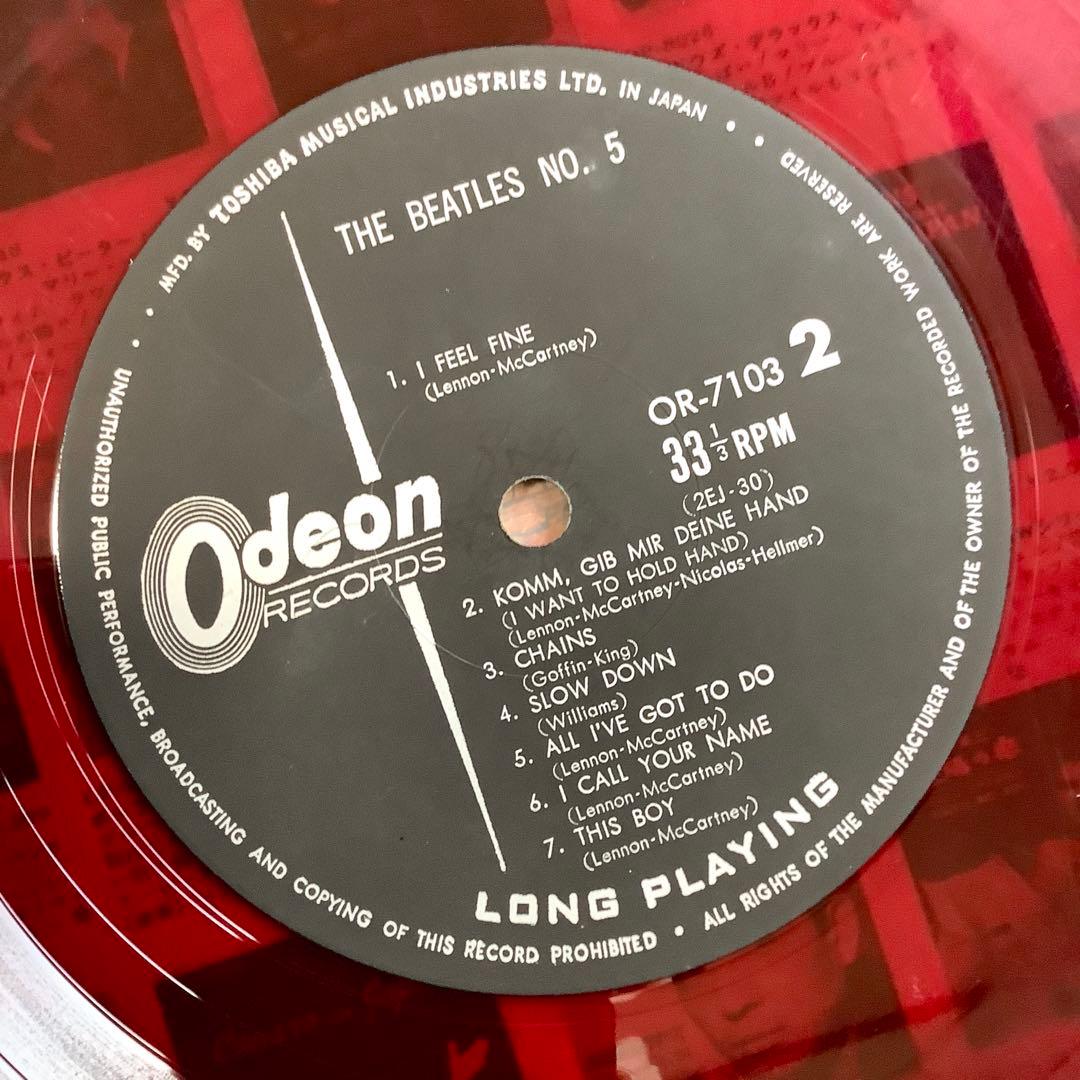 MFD. BY TOSHIBA MUSICAL INDUSTRIES LTD. IN JAPAN
THE BEATLES NO. 5
1. I FEEL FINE
(Lennon-McCartney)
OR-7103 2
33 1/3 RPM
(2EJ-30)
Odeon
RECORDS
2. KOMM, GIB MIR DEINE HAND
(I WANT TO HOLD HAND)
(Lennon-McCartney-Nicolas-Hellmer)
3. CHAINS
(Goffin-King)
4. SLOW DOWN
(Williams)
5. ALL I'VE GOT TO DO
(Lennon-McCartney)
6. I CALL YOUR NAME
(Lennon-McCartney)
7. THIS BOY
(Lennon-McCartney)
LONG PLAYING
UNAUTHORIZED PUBLIC PERFORMANCE, BROADCASTING AND COPYING OF THIS RECORD PROHIBITED • ALL RIGHTS OF THE MANUFACTURER AND OF THE OWNER OF THE RECORDED WORK ARE RESERVED